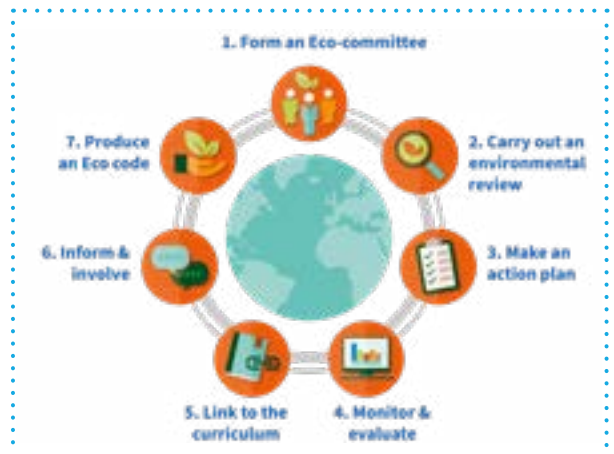 1. Form an Eco-committee
2. Carry out an
environmental
review
3. Make an
action plan
4. Monitor &
evaluate
5. Link to the
curriculum
6. Inform &
involve
7. Produce
an Eco code